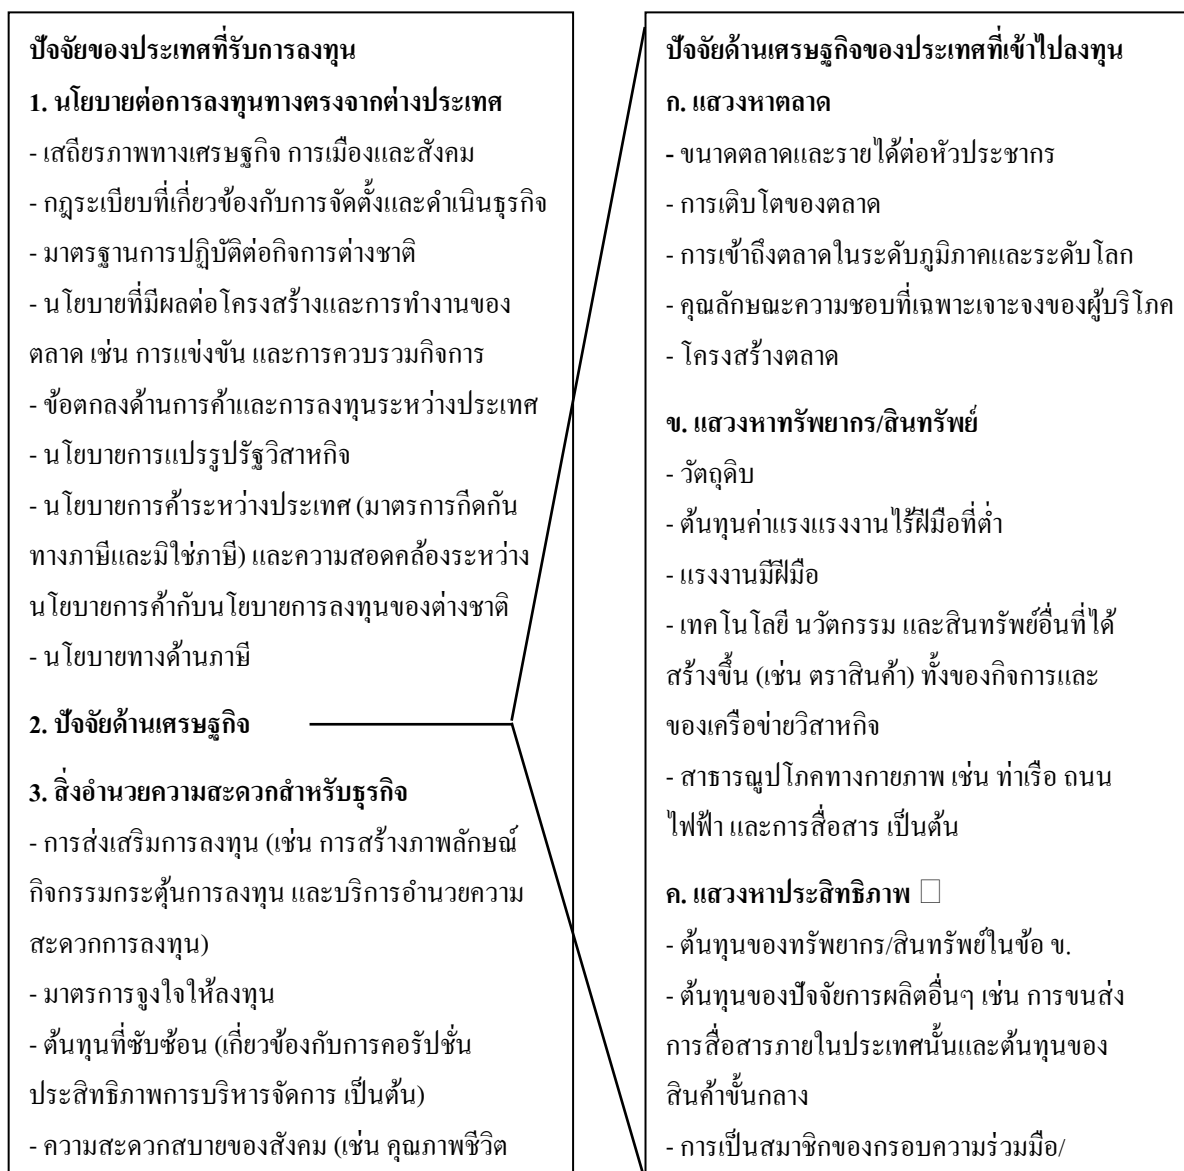 ปัจจัยของประเทศที่รับการลงทุน
1. นโยบายต่อการลงทุนทางตรงจากต่างประเทศ
- เสถียรภาพทางเศรษฐกิจ การเมืองและสังคม
- กฎระเบียบที่เกี่ยวข้องกับการจัดตั้งและดำเนินธุรกิจ
- มาตรฐานการปฏิบัติต่อกิจการต่างชาติ
- นโยบายที่มีผลต่อโครงสร้างและการทำงานของ
ตลาด เช่น การแข่งขัน และการควบรวมกิจการ
- ข้อตกลงด้านการค้าและการลงทุนระหว่างประเทศ
- นโยบายการแปรรูปรัฐวิสาหกิจ
- นโยบายการค้าระหว่างประเทศ (มาตรการกีดกัน
ทางภาษีและมิใช่ภาษี) และความสอดคล้องระหว่าง
นโยบายการค้ากับนโยบายการลงทุนของต่างชาติ
- นโยบายทางด้านภาษี
2. ปัจจัยด้านเศรษฐกิจ
3. สิ่งอำนวยความสะดวกสำหรับธุรกิจ
- การส่งเสริมการลงทุน (เช่น การสร้างภาพลักษณ์
กิจกรรมกระตุ้นการลงทุน และบริการอำนวยความ
สะดวกการลงทุน)
- มาตรการจูงใจให้ลงทุน
- ต้นทุนที่ซับซ้อน (เกี่ยวข้องกับการคอรัปชั่น
ประสิทธิภาพการบริหารจัดการ เป็นต้น)
- ความสะดวกสบายของสังคม (เช่น คุณภาพชีวิต
ปัจจัยด้านเศรษฐกิจของประเทศที่เข้าไปลงทุน
ก. แสวงหาตลาด
- ขนาดตลาดและรายได้ต่อหัวประชากร
- การเติบโตของตลาด
- การเข้าถึงตลาดในระดับภูมิภาคและระดับโลก
- คุณลักษณะความชอบที่เฉพาะเจาะจงของผู้บริโภค
- โครงสร้างตลาด
ข. แสวงหาทรัพยากร/สินทรัพย์
- วัตถุดิบ
- ต้นทุนค่าแรงแรงงานไร้ฝีมือที่ต่ำ
- แรงงานมีฝีมือ
- เทคโนโลยี นวัตกรรม และสินทรัพย์อื่นที่ได้
สร้างขึ้น (เช่น ตราสินค้า) ทั้งของกิจการและ
ของเครือข่ายวิสาหกิจ
- สาธารณูปโภคทางกายภาพ เช่น ท่าเรือ ถนน
ไฟฟ้า และการสื่อสาร เป็นต้น
ค. แสวงหาประสิทธิภาพ □
- ต้นทุนของทรัพยากร/สินทรัพย์ในข้อ ข.
- ต้นทุนของปัจจัยการผลิตอื่นๆ เช่น การขนส่ง
การสื่อสารภายในประเทศนั้นและต้นทุนของ
สินค้าขั้นกลาง
- การเป็นสมาชิกของกรอบความร่วมมือ/